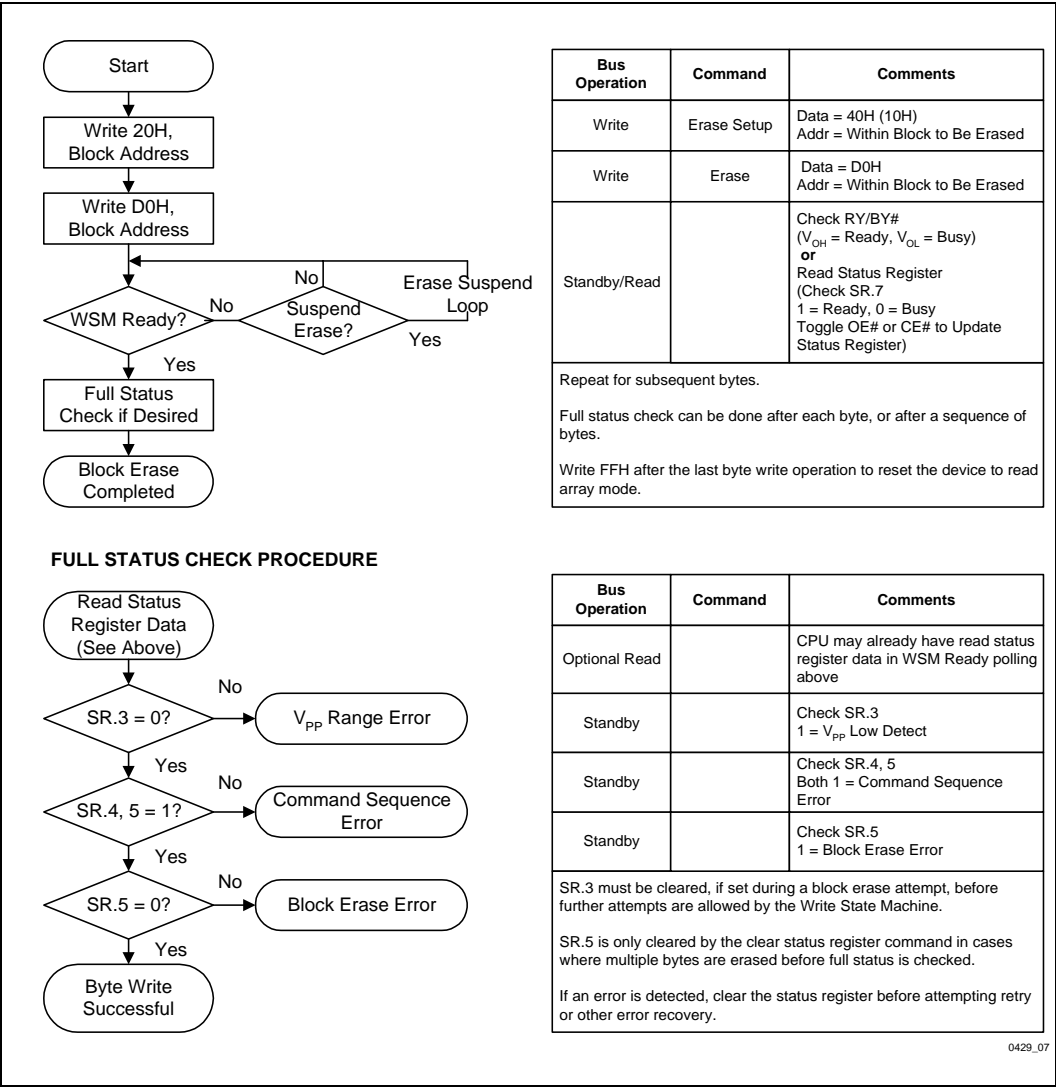 Start
Write 20H,
Block Address
Write D0H,
Block Address
WSM Ready?
No
Suspend
Erase?
No
Yes
Erase Suspend
Loop
Yes
Full Status
Check if Desired
Block Erase
Completed
Bus
Operation
Command
Comments
Write
Erase Setup
Data = 40H (10H)
Addr = Within Block to Be Erased
Write
Erase
Data = D0H
Addr = Within Block to Be Erased
Standby/Read
Check RY/BY#
(VOH = Ready, VOL = Busy)
or
Read Status Register
(Check SR.7
1 = Ready, 0 = Busy
Toggle OE# or CE# to Update
Status Register)
Repeat for subsequent bytes.
Full status check can be done after each byte, or after a sequence of
bytes.
Write FFH after the last byte write operation to reset the device to read
array mode.
FULL STATUS CHECK PROCEDURE
Read Status
Register Data
(See Above)
SR.3 = 0?
No
VPP Range Error
Yes
SR.4, 5 = 1?
No
Command Sequence
Error
Yes
SR.5 = 0?
No
Block Erase Error
Yes
Byte Write
Successful
Bus
Operation
Command
Comments
Optional Read
CPU may already have read status
register data in WSM Ready polling
above
Standby
Check SR.3
1 = VPP Low Detect
Standby
Check SR.4, 5
Both 1 = Command Sequence
Error
Standby
Check SR.5
1 = Block Erase Error
SR.3 must be cleared, if set during a block erase attempt, before
further attempts are allowed by the Write State Machine.
SR.5 is only cleared by the clear status register command in cases
where multiple bytes are erased before full status is checked.
If an error is detected, clear the status register before attempting retry
or other error recovery.
0429_07